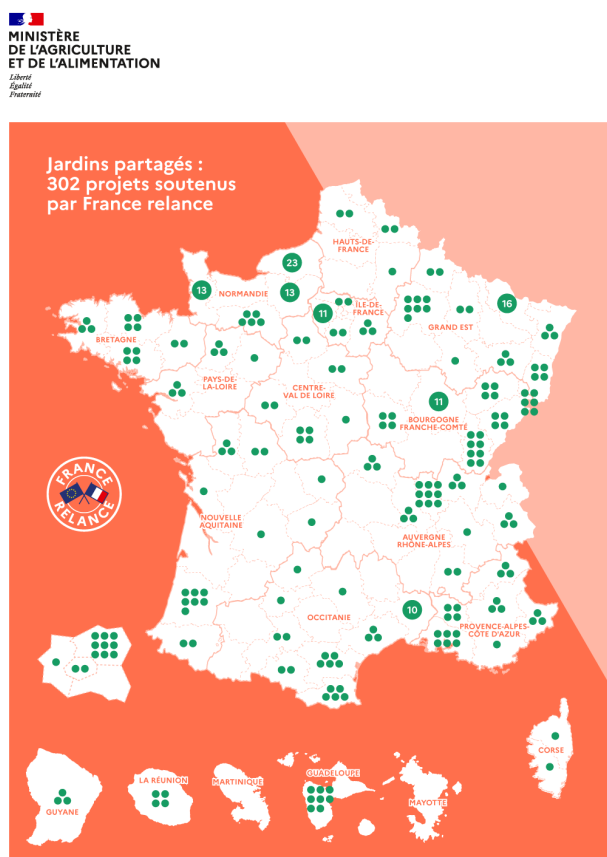 MINISTÈRE
DE L'AGRICULTURE
ET DE L'ALIMENTATION
Liberté
Égalité
Fraternité
Jardins partagés :
302 projets soutenus
par France relance
HAUTS-DE-
FRANCE
23
13
NORMANDIE
13
11
ÎLE-DE-
FRANCE
16
GRAND EST
BRETAGNE
PAYS-DE-
LA-LOIRE
CENTRE-
VAL DE LOIRE
11
BOURGOGNE
FRANCHE-COMTÉ
FRANCE
RELANCE
NOUVELLE
AQUITAINE
AUVERGNE
RHÔNE-ALPES
OCCITANIE
10
PROVENCE-ALPES-
CÔTE D'AZUR
CORSE
GUYANE
LA RÉUNION
MARTINIQUE
GUADELOUPE
MAYOTTE